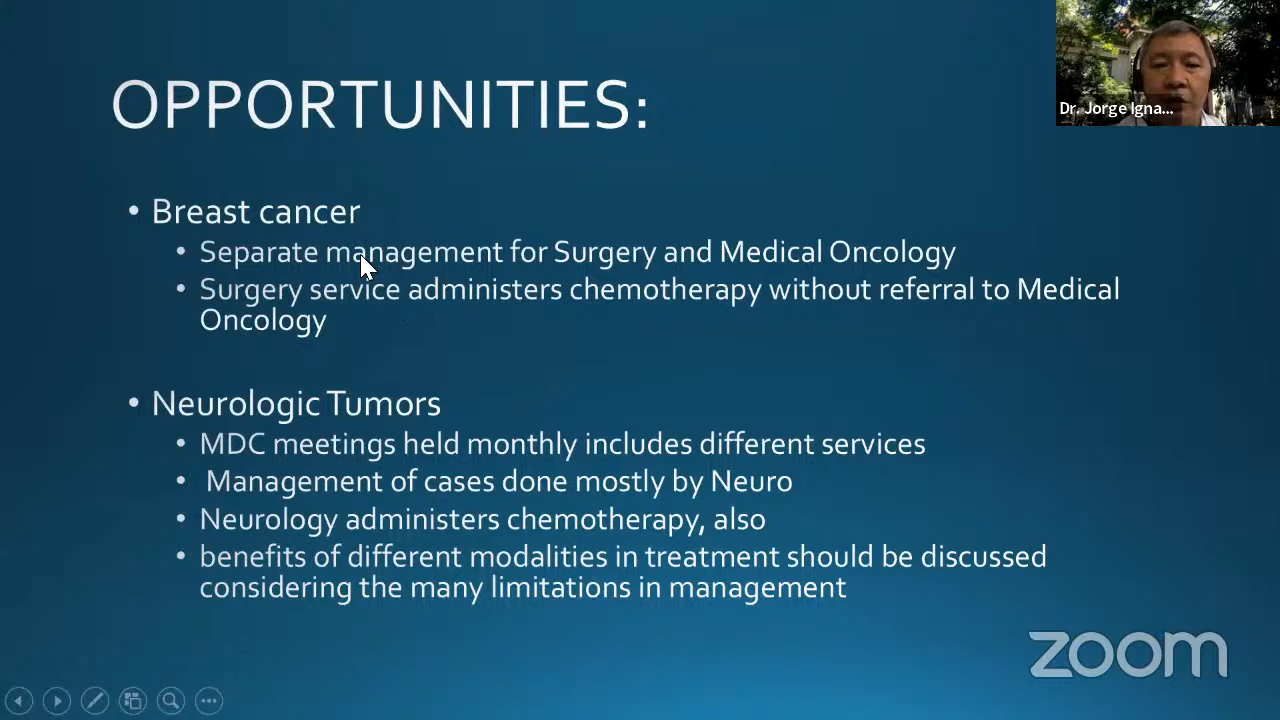 OPPORTUNITIES:
Dr. Jorge Igna...
• Breast cancer
• Separate management for Surgery and Medical Oncology
• Surgery service administers chemotherapy without referral to Medical
Oncology
• Neurologic Tumors
• MDC meetings held monthly includes different services
• Management of cases done mostly by Neuro
• Neurology administers chemotherapy, also
• benefits of different modalities in treatment should be discussed
considering the many limitations in management
zoom